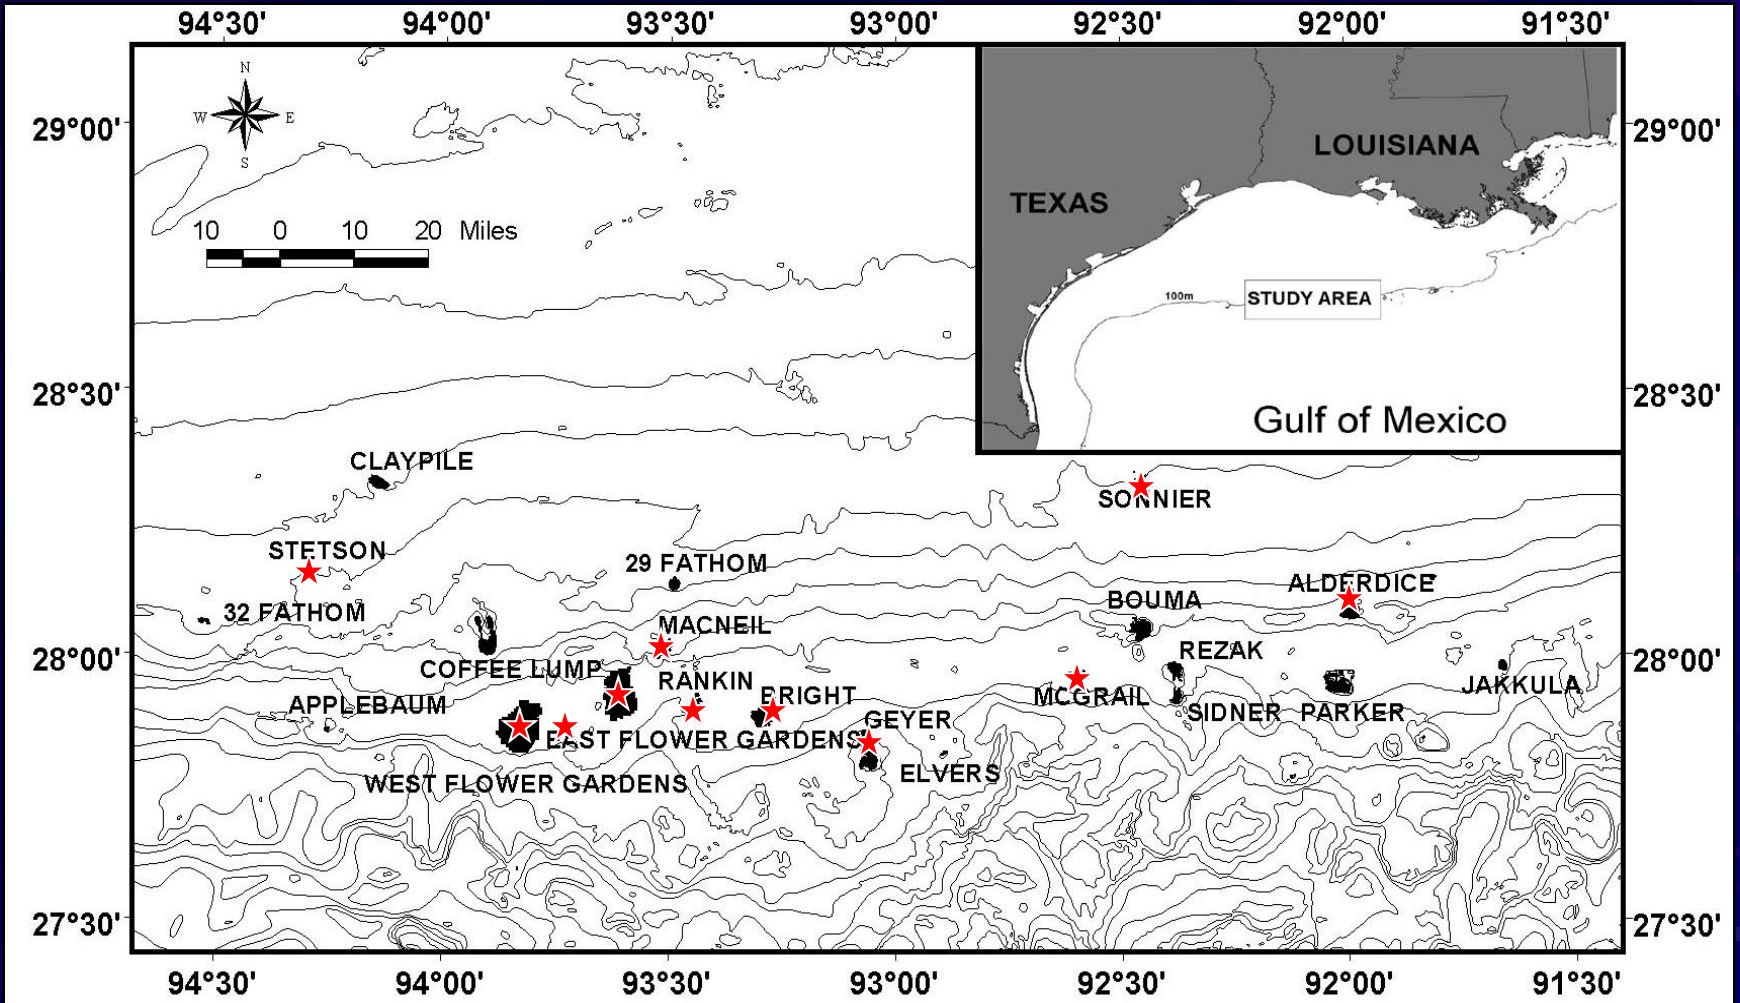 94°30' 94°00' 93°30' 93°00' 92°30' 92°00' 91°30'
N
W E
S
29°00' 29°00'
LOUISIANA
TEXAS
10 0 10 20 Miles
100m
STUDY AREA
28°30' 28°30'
Gulf of Mexico
CLAYPILE
SONNIER
STETSON
29 FATHOM
ALDERDICE
BOUMA
32 FATHOM
MACNEIL
28°00' 28°00'
REZAK
COFFEE LUMP
RANKIN
JAKKULA
BRIGHT
MCGRAIL
APPLEBAUM
SIDNER PARKER
GEYER
EAST FLOWER GARDENS
ELVERS
WEST FLOWER GARDENS
27°30' 27°30'
94°30' 94°00' 93°30' 93°00' 92°30' 92°00' 91°30'